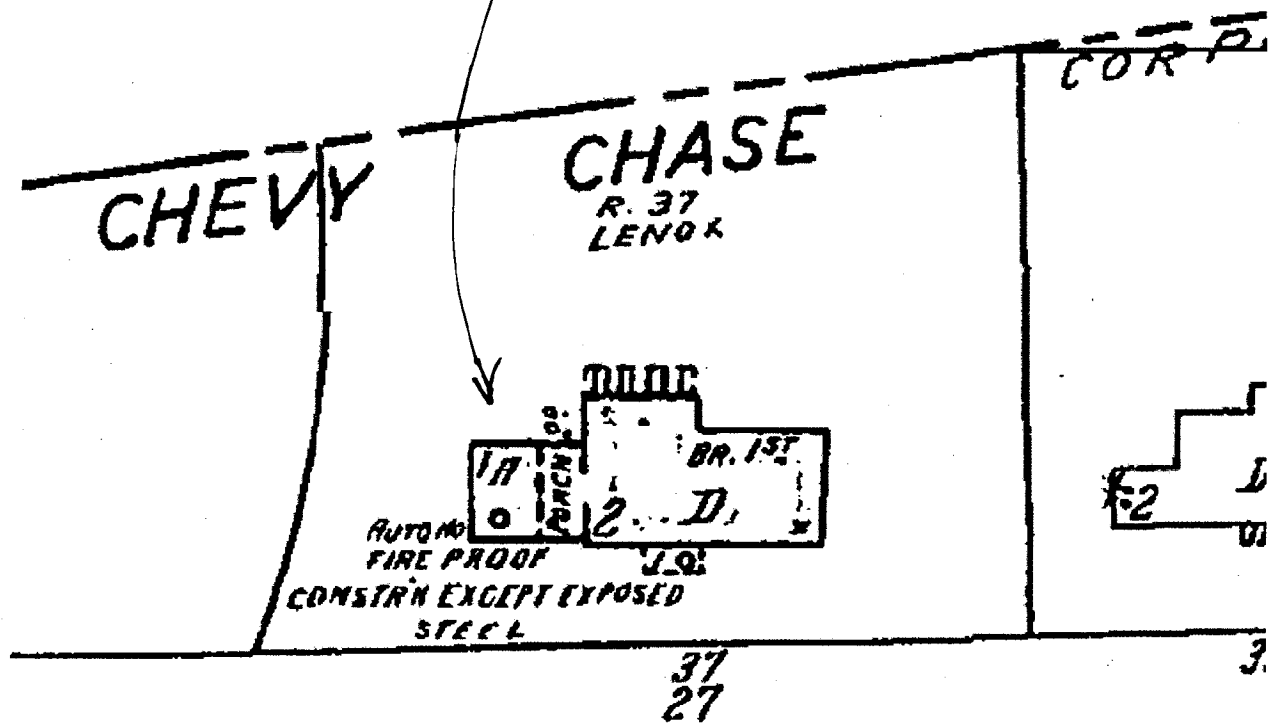 CHEVY CHASE
COR P.
R. 37
LENOX
1A
PORCH
BR. 1ST
2
D.
2
D
AUTO HO
FIRE PROOF
CONSTR'N EXCEPT EXPOSED
STEEL
37
27
3